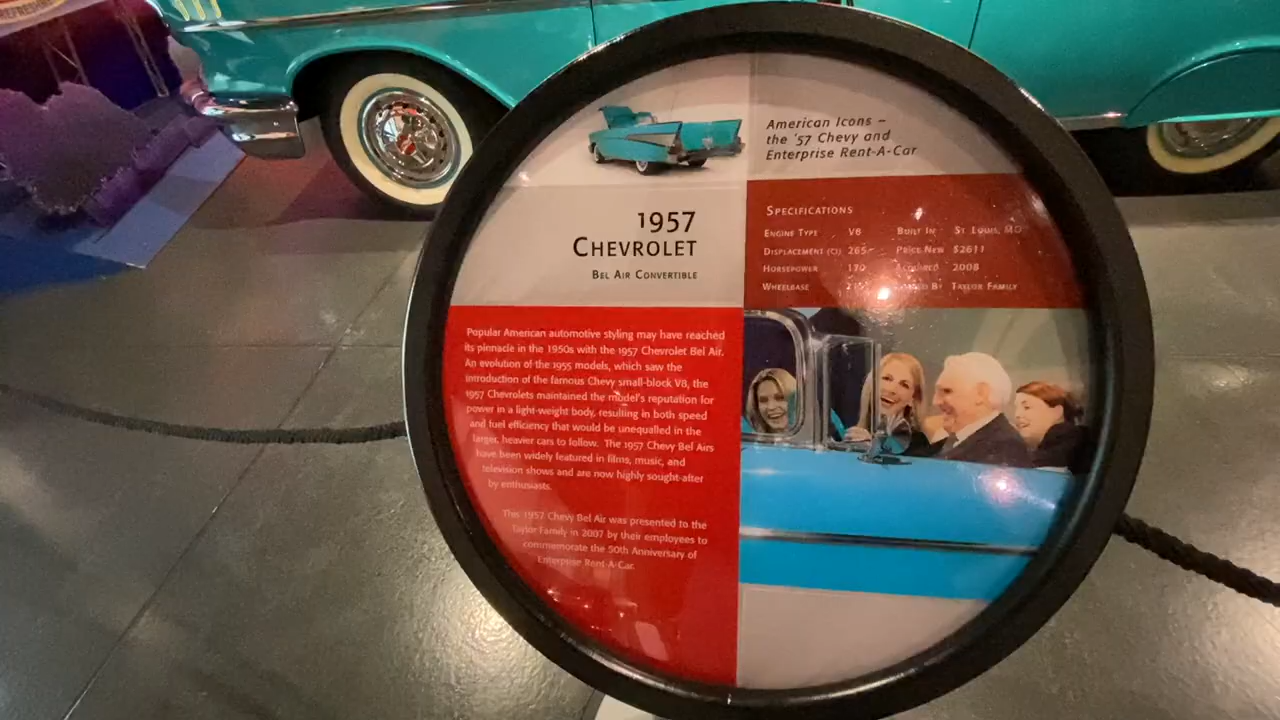 REFRESHMENT
American Icons –
the '57 Chevy and
Enterprise Rent-A-Car
1957
Chevrolet
Bel Air Convertible
Specifications
Engine Type V8 Built In St. Louis, MO
Displacement (CI) 265 Price New $2611
Horsepower 170 Acquired 2008
Wheelbase By Taylor Family
Popular American automotive styling may have reached
its pinnacle in the 1950s with the 1957 Chevrolet Bel Air.
An evolution of the 1955 models, which saw the
introduction of the famous Chevy small-block V8, the
1957 Chevrolets maintained the model's reputation for
power in a light-weight body, resulting in both speed
and fuel efficiency that would be unequalled in the
larger, heavier cars to follow. The 1957 Chevy Bel Airs
have been widely featured in films, music, and
television shows and are now highly sought-after
by enthusiasts.
This 1957 Chevy Bel Air was presented to the
Taylor Family in 2007 by their employees to
commemorate the 50th Anniversary of
Enterprise Rent-A-Car.